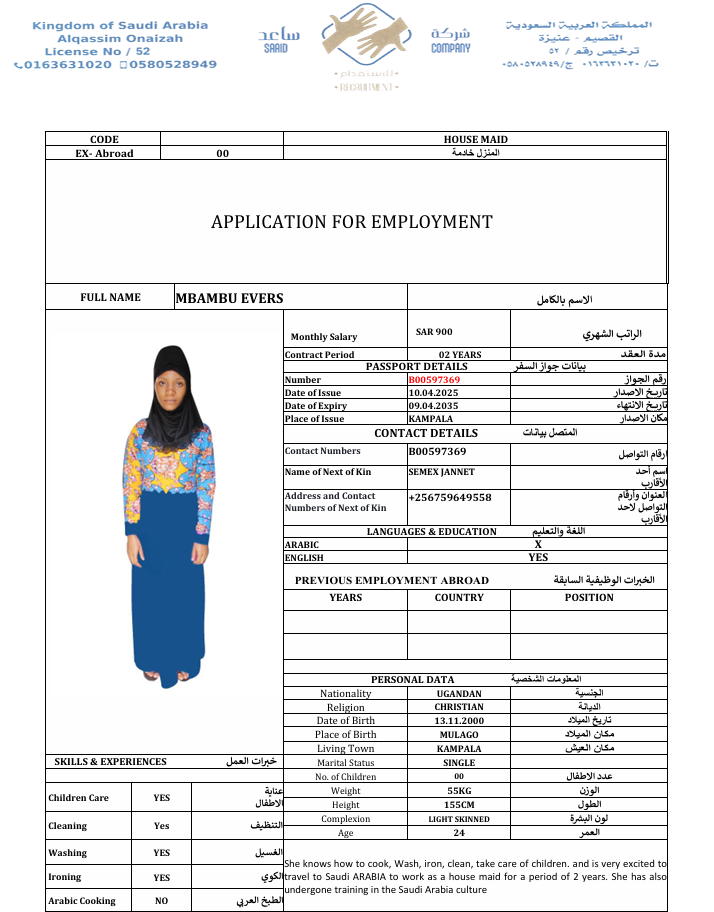 Kingdom of Saudi Arabia
Alqassim Onaizah
License No / 52
0163631020 0580528949
ساعد
SAAID
شركة
COMPANY
للاستقدام
RECRUITMENT
المملكة العربية السعودية
القصيم - عنيزة
ترخيص رقم / ٥٢
ت/ ٠١٦٣٦٣١٠٢٠ ج/٠٥٨٠٥٢٨٩٤٩
CODE HOUSE MAID
EX- Abroad 00 المنزل خادمة
APPLICATION FOR EMPLOYMENT
FULL NAME MBAMBU EVERS الاسم بالكامل
Monthly Salary SAR 900 الراتب الشهري
Contract Period 02 YEARS مدة العقد
PASSPORT DETAILS بيانات جواز السفر
Number B00597369 رقم الجواز
Date of Issue 10.04.2025 تاريخ الاصدار
Date of Expiry 09.04.2035 تاريخ الانتهاء
Place of Issue KAMPALA مكان الاصدار
CONTACT DETAILS المتصل بيانات
Contact Numbers B00597369 ارقام التواصل
Name of Next of Kin SEMEX JANNET اسم أحد
الأقارب
Address and Contact +256759649558 العنوان وأرقام
Numbers of Next of Kin التواصل لاحد
الأقارب
LANGUAGES & EDUCATION اللغة والتعليم
ARABIC X
ENGLISH YES
PREVIOUS EMPLOYMENT ABROAD الخبرات الوظيفية السابقة
YEARS COUNTRY POSITION
PERSONAL DATA المعلومات الشخصية
Nationality UGANDAN الجنسية
Religion CHRISTIAN الديانة
Date of Birth 13.11.2000 تاريخ الميلاد
Place of Birth MULAGO مكان الميلاد
Living Town KAMPALA مكان العيش
Marital Status SINGLE
No. of Children 00 عدد الاطفال
Weight 55KG الوزن
Height 155CM الطول
Complexion LIGHT SKINNED لون البشرة
Age 24 العمر
SKILLS & EXPERIENCES خبرات العمل
Children Care YES عناية
الاطفال
Cleaning Yes التنظيف
Washing YES الغسيل
Ironing YES الكوي
Arabic Cooking NO الطبخ العربي
She knows how to cook, Wash, iron, clean, take care of children. and is very excited to
travel to Saudi ARABIA to work as a house maid for a period of 2 years. She has also
undergone training in the Saudi Arabia culture